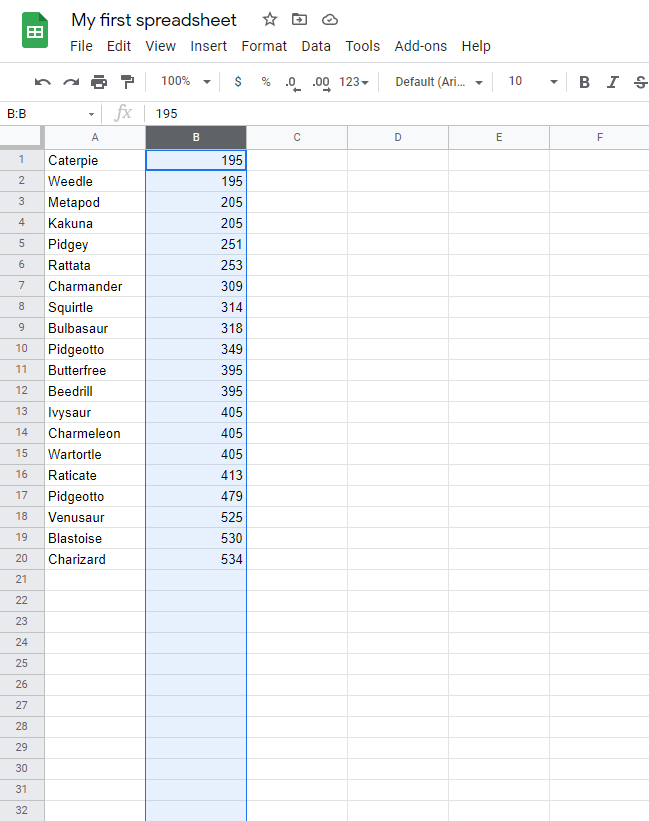 My first spreadsheet
File Edit View Insert Format Data Tools Add-ons Help
100% $ % .0 .00 123 Default (Ari... 10 B I S
B:B fx 195
A B C D E F
1 Caterpie 195
2 Weedle 195
3 Metapod 205
4 Kakuna 205
5 Pidgey 251
6 Rattata 253
7 Charmander 309
8 Squirtle 314
9 Bulbasaur 318
10 Pidgeotto 349
11 Butterfree 395
12 Beedrill 395
13 Ivysaur 405
14 Charmeleon 405
15 Wartortle 405
16 Raticate 413
17 Pidgeotto 479
18 Venusaur 525
19 Blastoise 530
20 Charizard 534
21
22
23
24
25
26
27
28
29
30
31
32